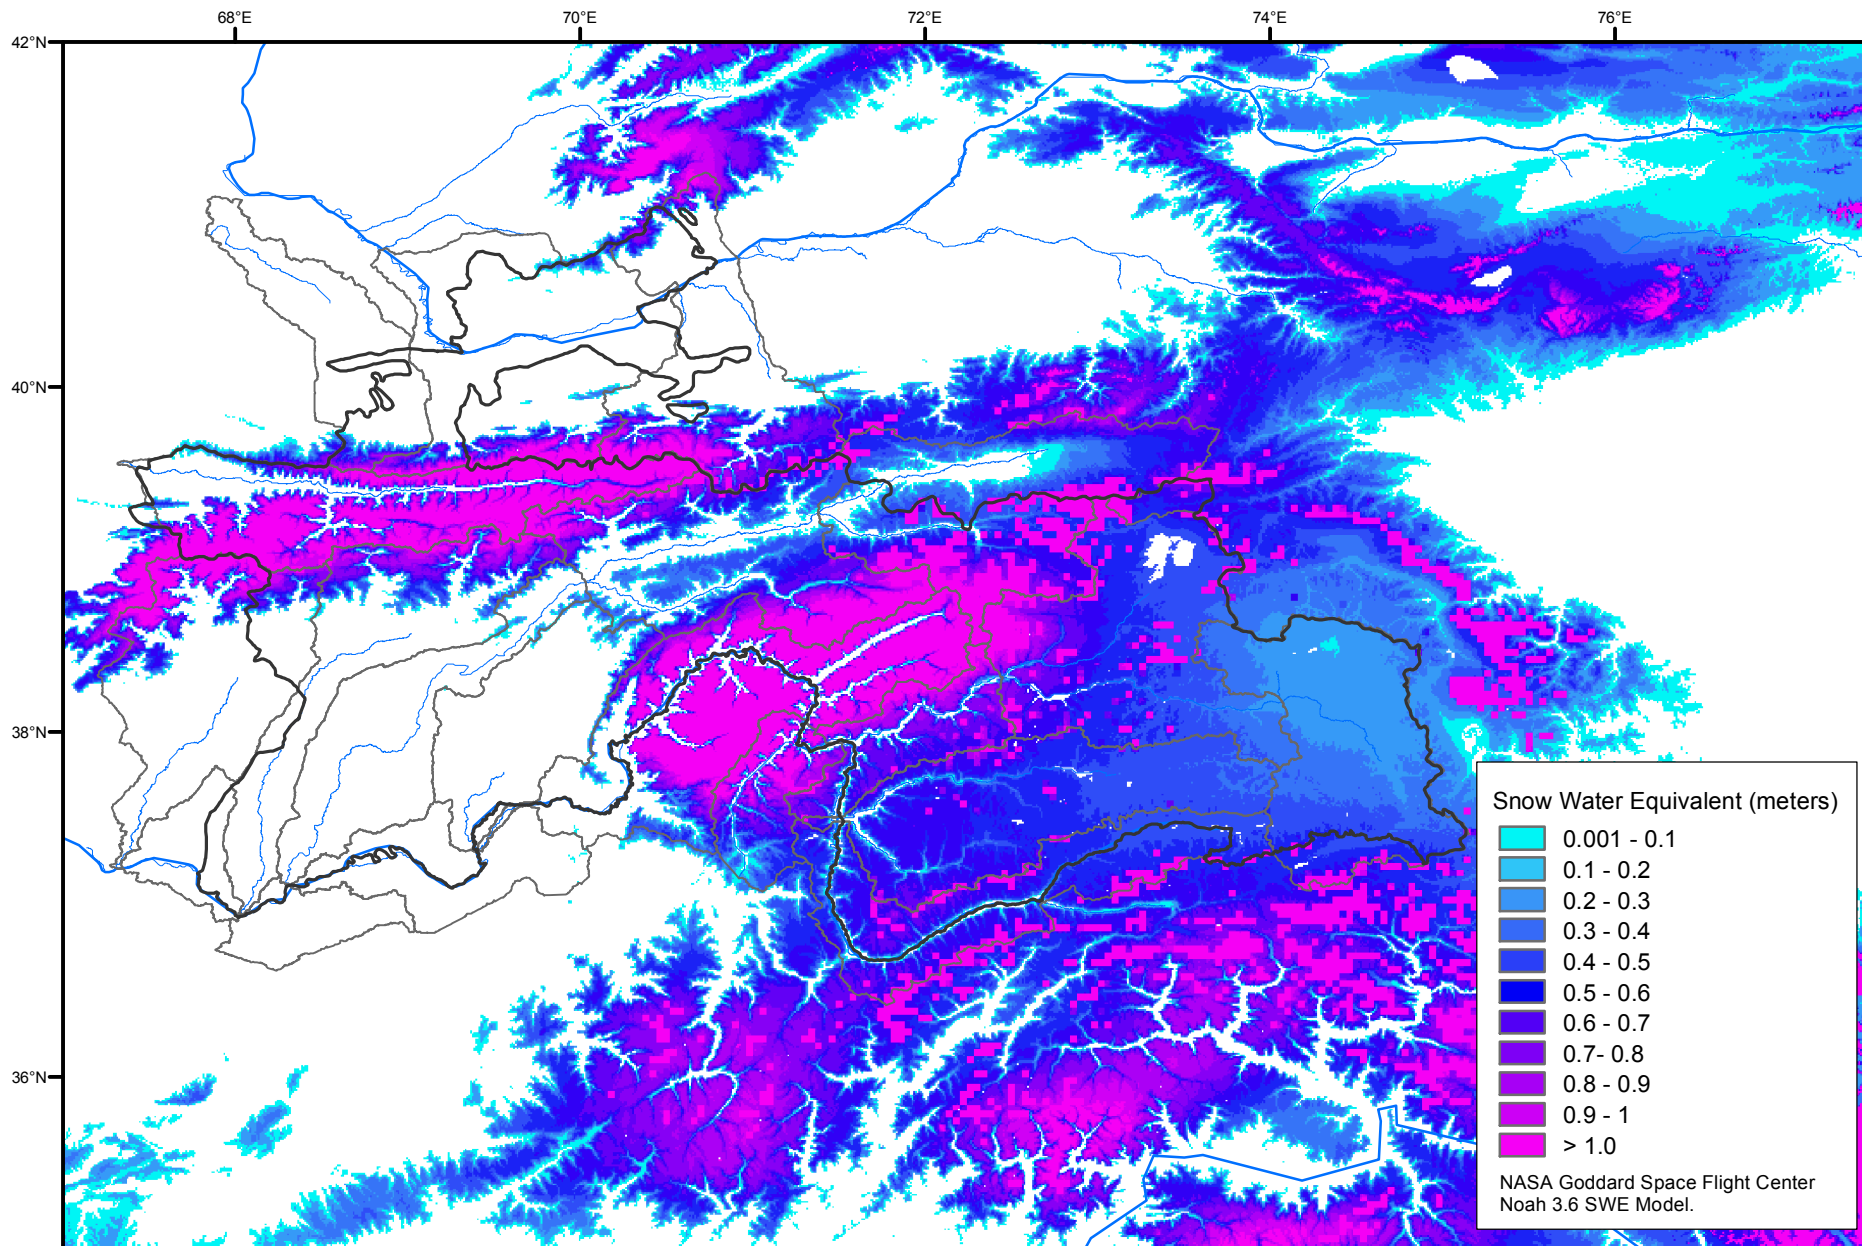 68°E 70°E 72°E 74°E 76°E
42°N
40°N
38°N
36°N
Snow Water Equivalent (meters)
0.001 - 0.1
0.1 - 0.2
0.2 - 0.3
0.3 - 0.4
0.4 - 0.5
0.5 - 0.6
0.6 - 0.7
0.7- 0.8
0.8 - 0.9
0.9 - 1
> 1.0
NASA Goddard Space Flight Center
Noah 3.6 SWE Model.